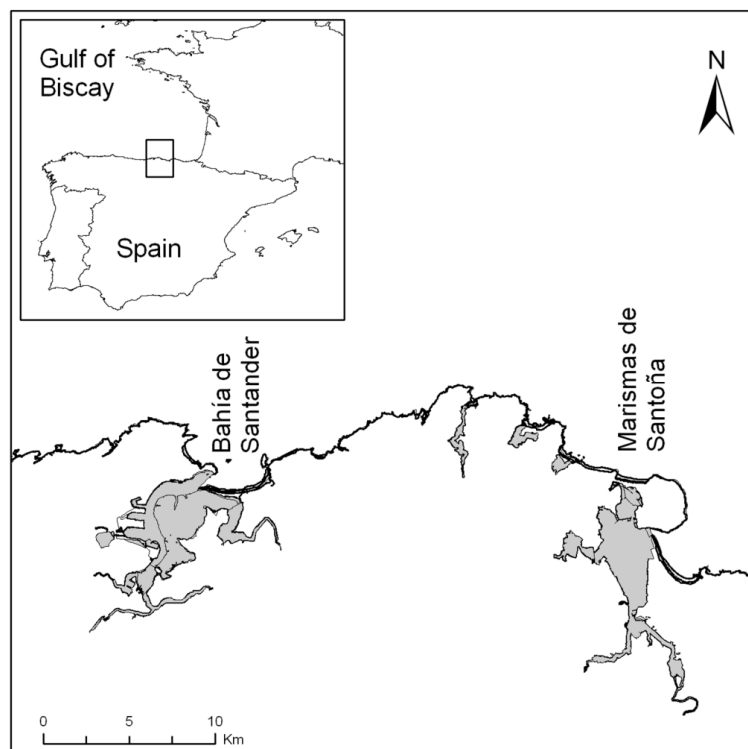 Gulf of
Biscay
Spain
N
Bahía de
Santander
Marismas de
Santoña
0 5 10
Km